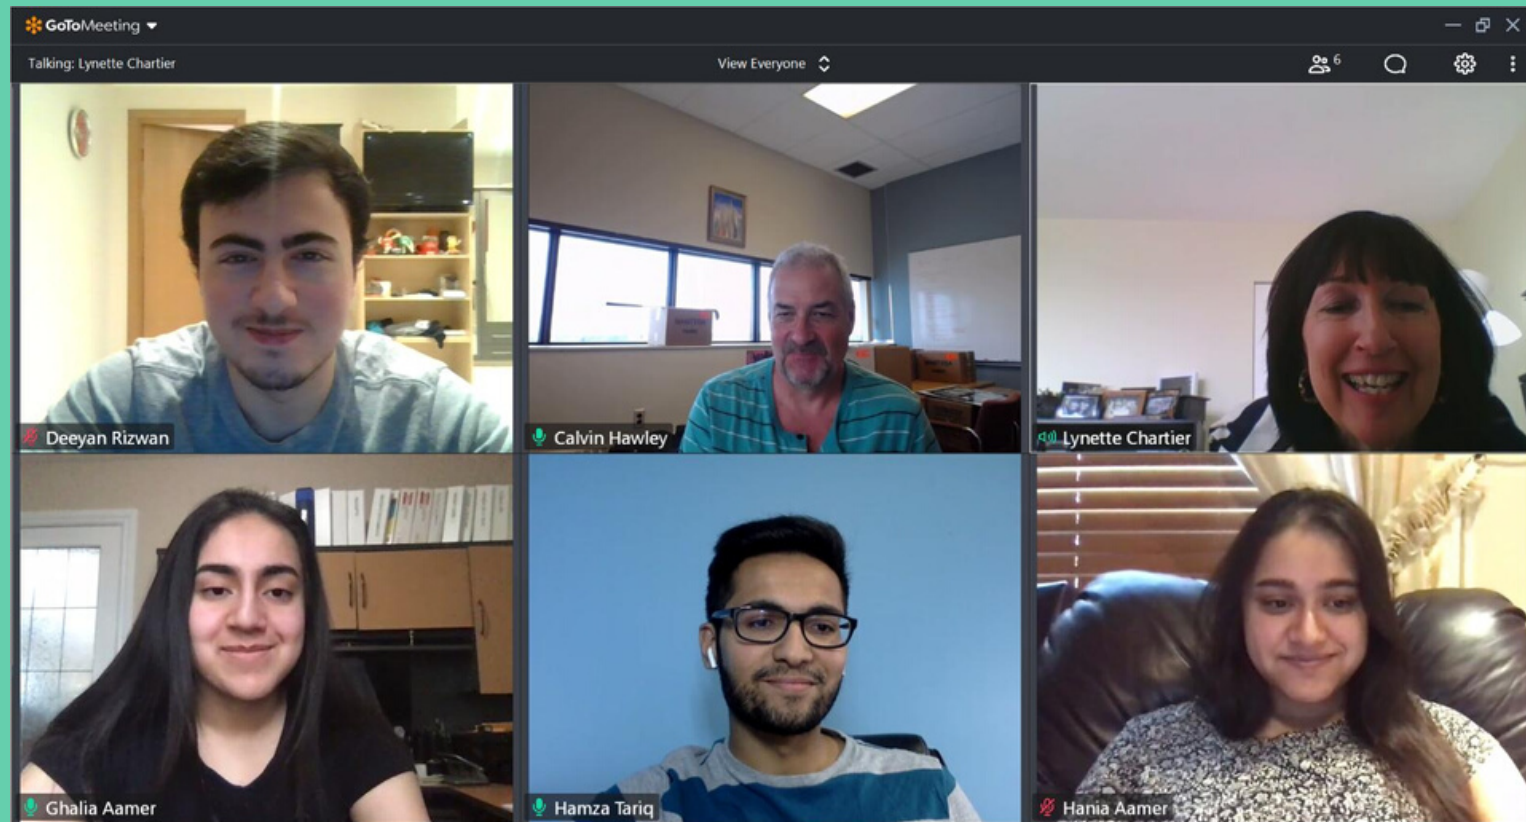 GoToMeeting
Talking: Lynette Chartier
View Everyone
6
Deeyan Rizwan
Calvin Hawley
Lynette Chartier
Ghalia Aamer
Hamza Tariq
Hania Aamer